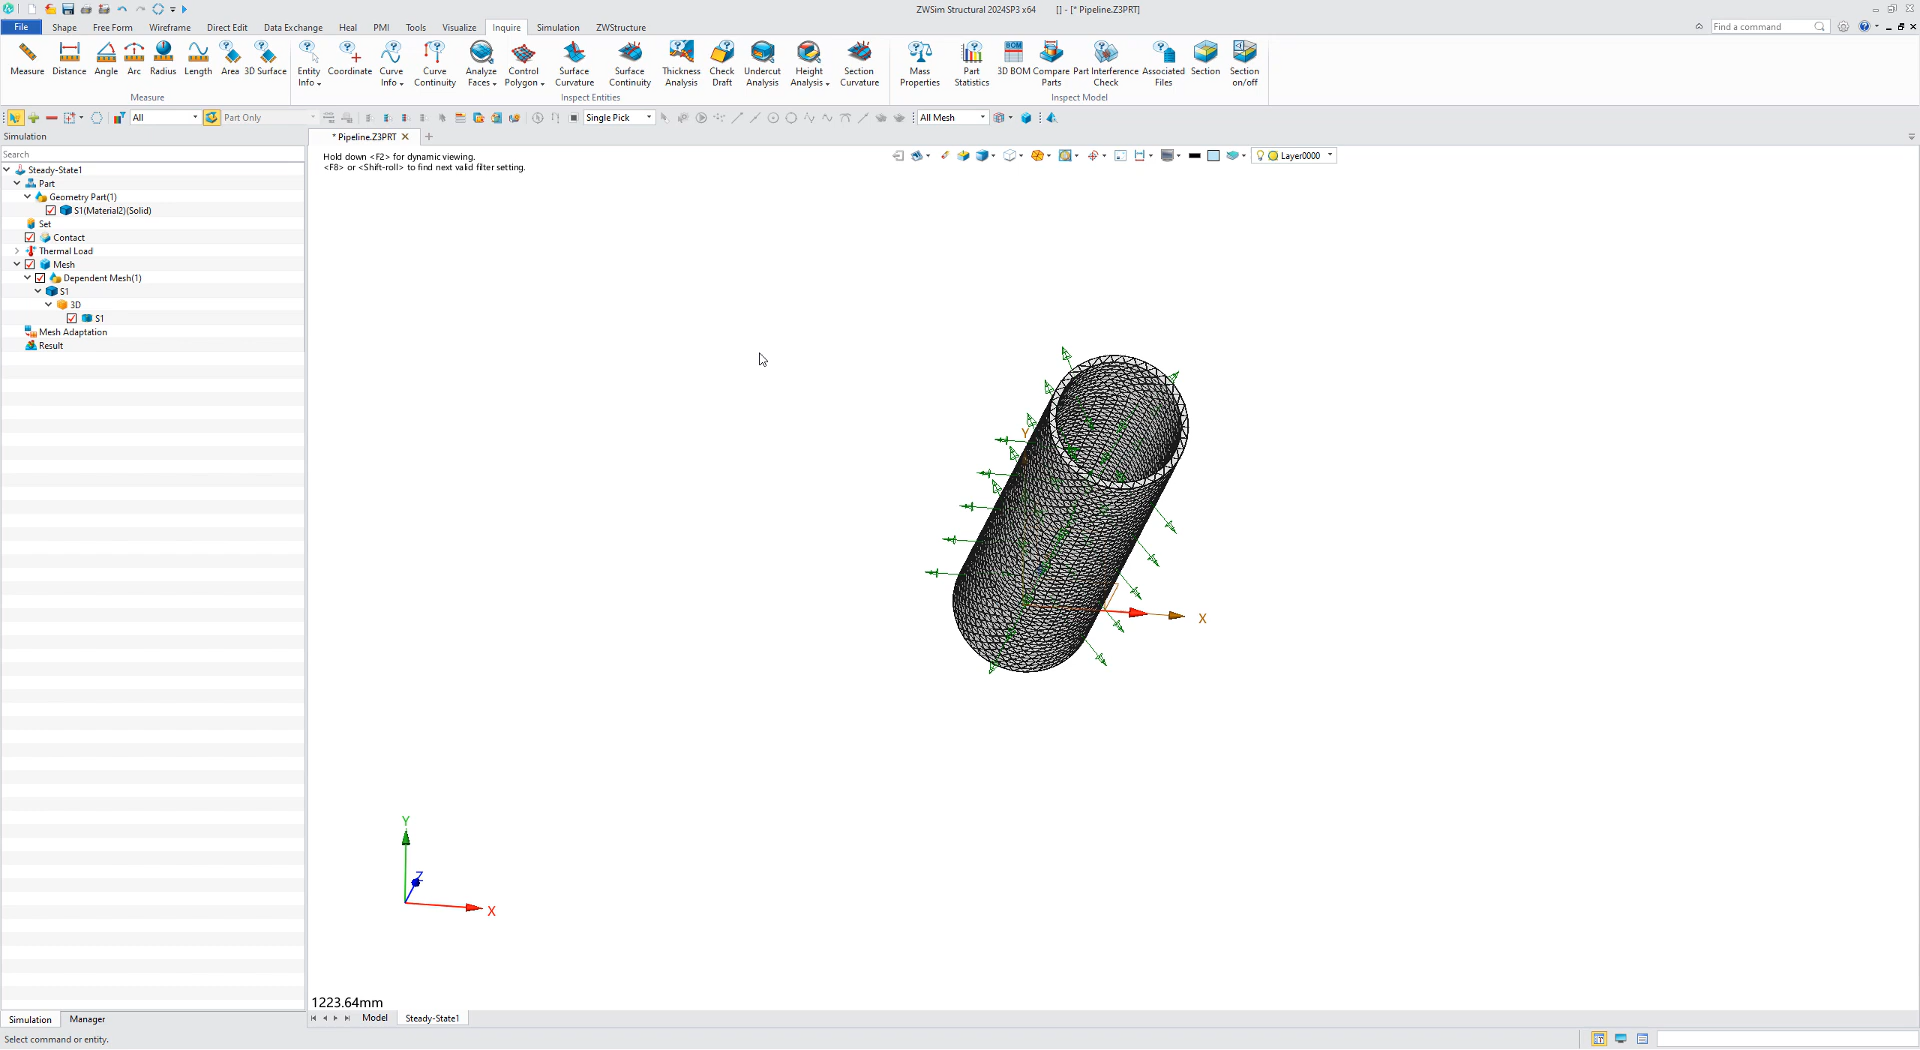 ZWSim Structural 2024SP3 x64 [] - [* Pipeline.Z3PRT]
File Shape Free Form Wireframe Direct Edit Data Exchange Heal PMI Tools Visualize Inquire Simulation ZWStructure Find a command
Measure Distance Angle Arc Radius Length Area 3D Surface
Entity Info Coordinate Curve Info Curve Continuity Analyze Faces Control Polygon Surface Curvature Surface Continuity Thickness Analysis Check Draft Undercut Analysis Height Analysis Section Curvature
Mass Properties Part Statistics 3D BOM Compare Parts Part Interference Check Associated Files Section Section on/off
Measure Inspect Entities Inspect Model
All Part Only Single Pick All Mesh
Simulation
* Pipeline.Z3PRT
Search
Hold down <F2> for dynamic viewing.
<F8> or <Shift-roll> to find next valid filter setting.
Layer0000
Steady-State1
Part
Geometry Part(1)
S1(Material2)(Solid)
Set
Contact
Thermal Load
Mesh
Dependent Mesh(1)
S1
3D
S1
Mesh Adaptation
Result
Y
X
Y
Z
X
1223.64mm
Model Steady-State1
Simulation Manager
Select command or entity.